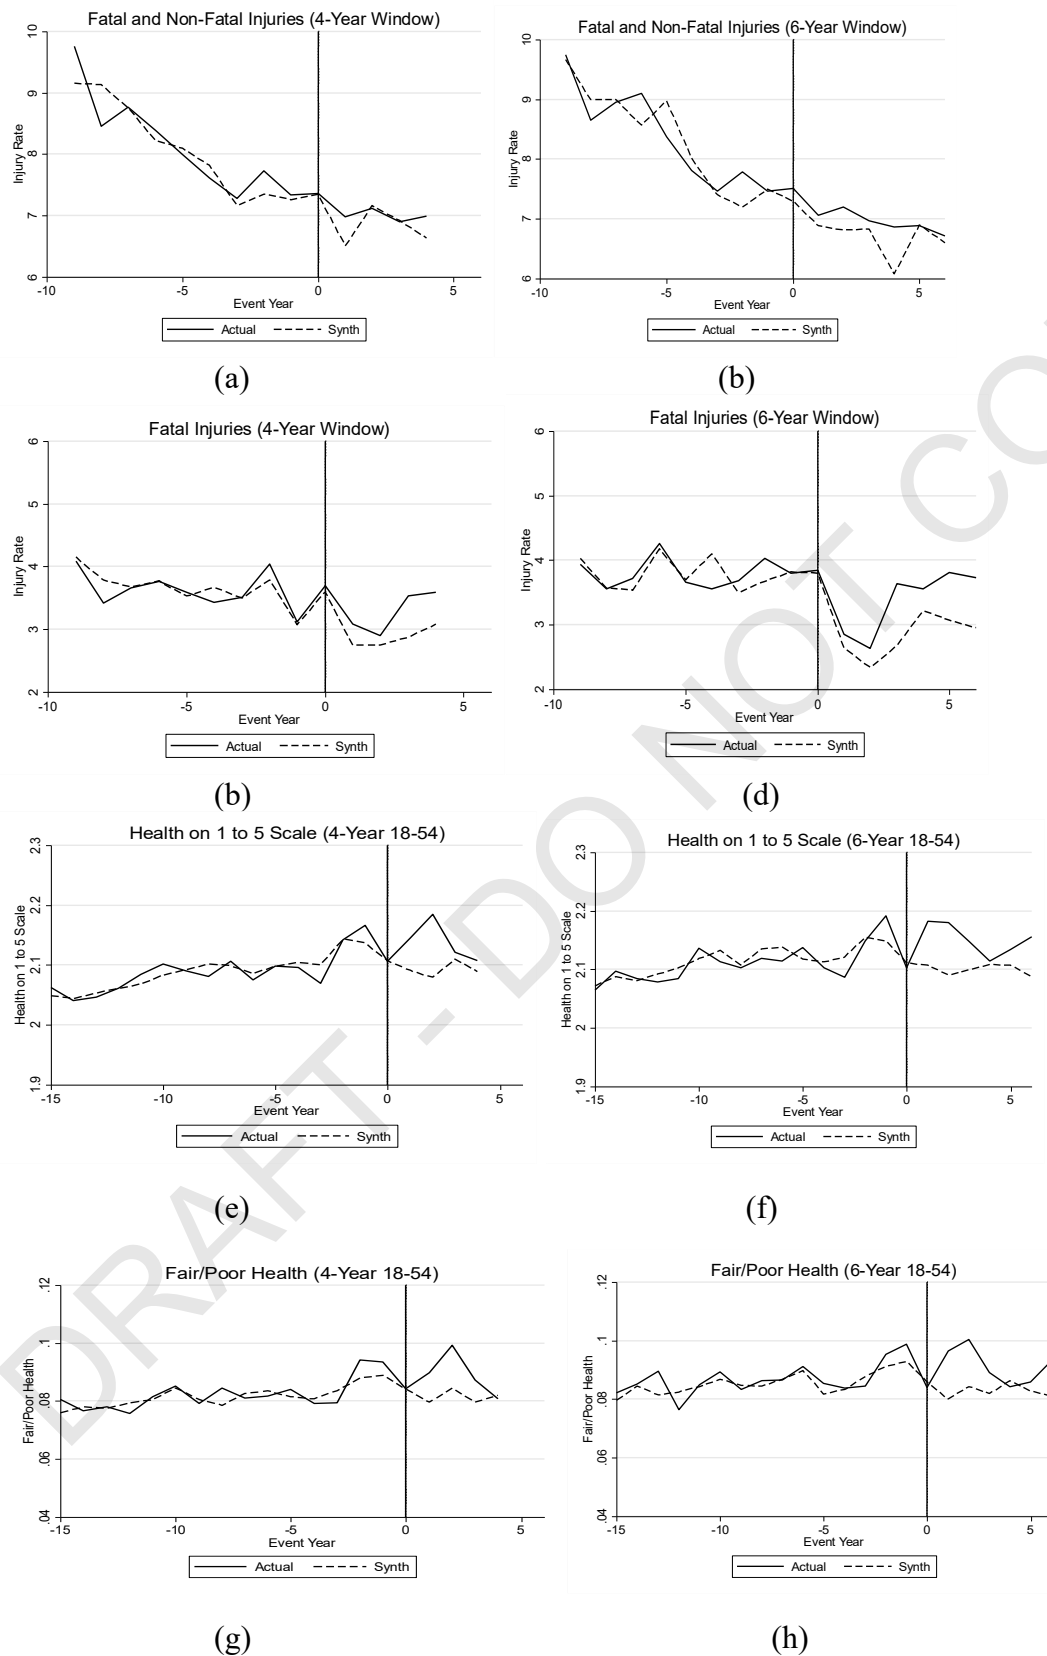 Fatal and Non-Fatal Injuries (4-Year Window)
Injury Rate
10
9
8
7
6
-10
-5
0
5
Event Year
Actual
Synth
(a)
Fatal and Non-Fatal Injuries (6-Year Window)
Injury Rate
10
9
8
7
6
-10
-5
0
5
Event Year
Actual
Synth
(b)
Fatal Injuries (4-Year Window)
Injury Rate
6
5
4
3
2
-10
-5
0
5
Event Year
Actual
Synth
(b)
Fatal Injuries (6-Year Window)
Injury Rate
6
5
4
3
2
-10
-5
0
5
Event Year
Actual
Synth
(d)
Health on 1 to 5 Scale (4-Year 18-54)
Health on 1 to 5 Scale
2.3
2.2
2.1
2
1.9
-15
-10
-5
0
5
Event Year
Actual
Synth
(e)
Health on 1 to 5 Scale (6-Year 18-54)
Health on 1 to 5 Scale
2.3
2.2
2.1
2
1.9
-15
-10
-5
0
5
Event Year
Actual
Synth
(f)
Fair/Poor Health (4-Year 18-54)
Fair/Poor Health
.12
.1
.08
.06
.04
-15
-10
-5
0
5
Event Year
Actual
Synth
(g)
Fair/Poor Health (6-Year 18-54)
Fair/Poor Health
.12
.1
.08
.06
.04
-15
-10
-5
0
5
Event Year
Actual
Synth
(h)
DRAFT - DO NOT CO